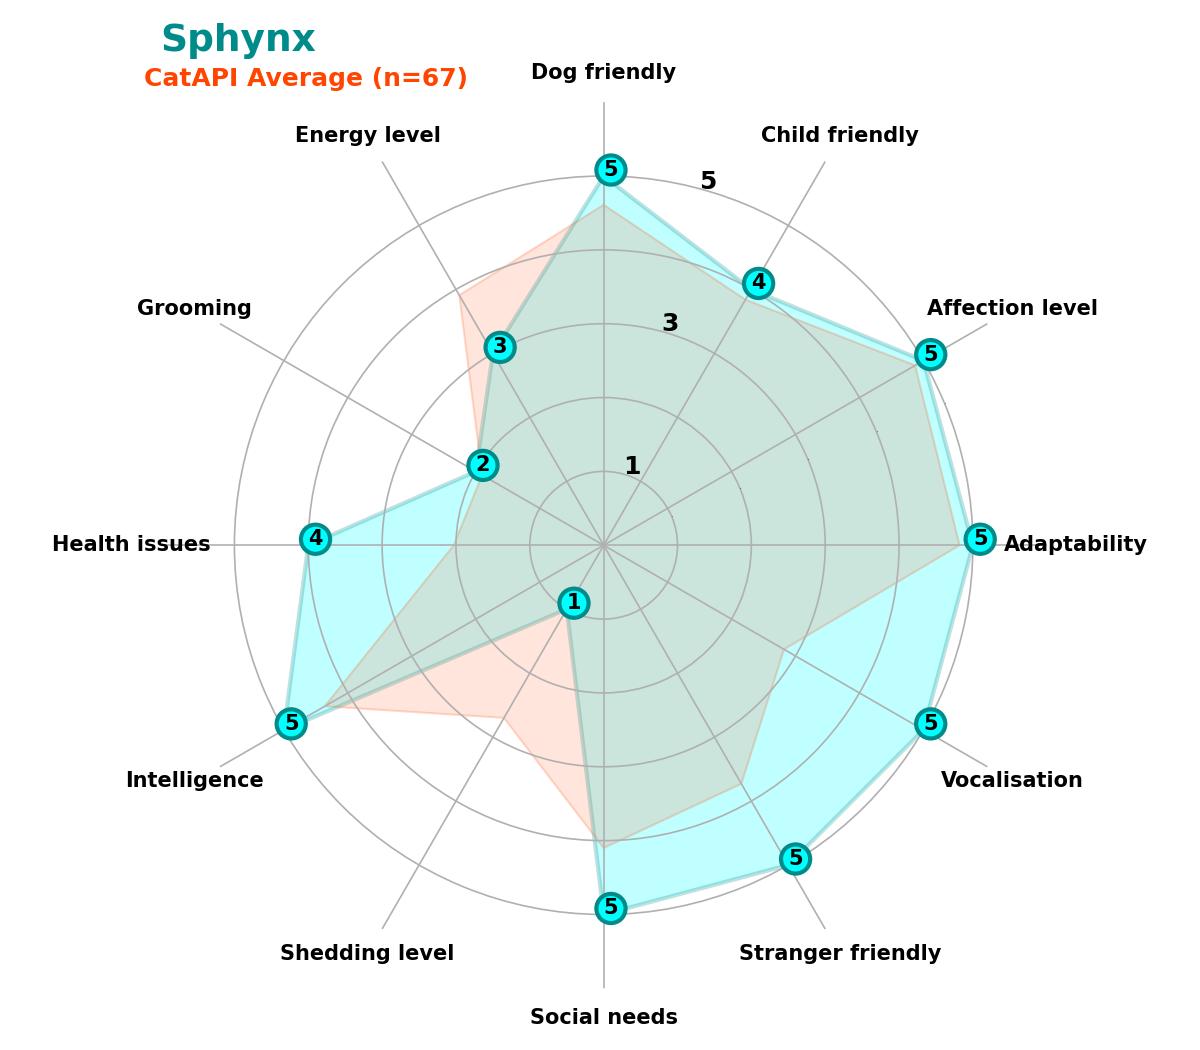 Sphynx
CatAPI Average (n=67)
Dog friendly
Energy level
Child friendly
5
5
4
Grooming
Affection level
3
3
5
2
1
Health issues
4
5
Adaptability
1
5
5
Intelligence
Vocalisation
5
5
Shedding level
Stranger friendly
Social needs